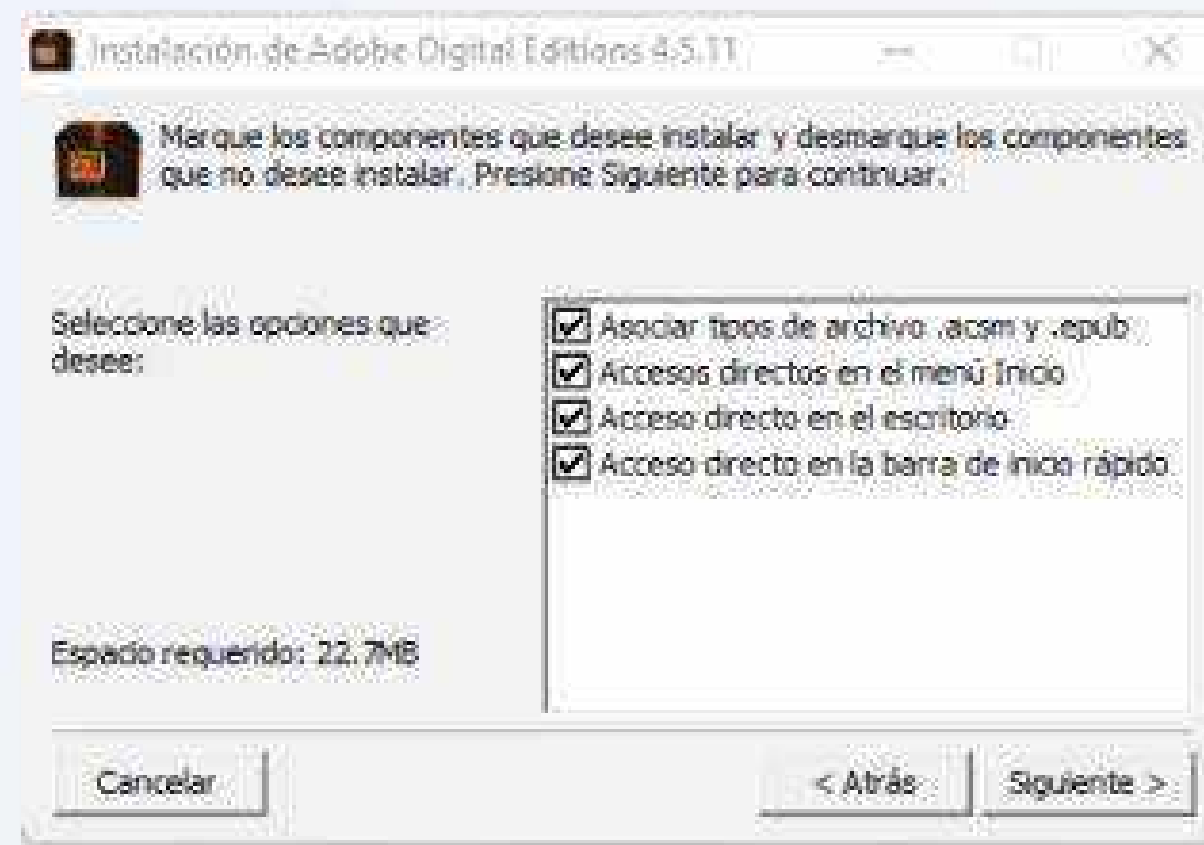 Instalación de Adobe Digital Editions 4.5.11
Marque los componentes que desee instalar y desmarque los componentes
que no desee instalar. Presione Siguiente para continuar.
Seleccione las opciones que
desee:
Asociar tipos de archivo .acsm y .epub
Accesos directos en el menú Inicio
Acceso directo en el escritorio
Acceso directo en la barra de inicio rápido
Espacio requerido: 22.7MB
Cancelar
< Atrás
Siguiente >